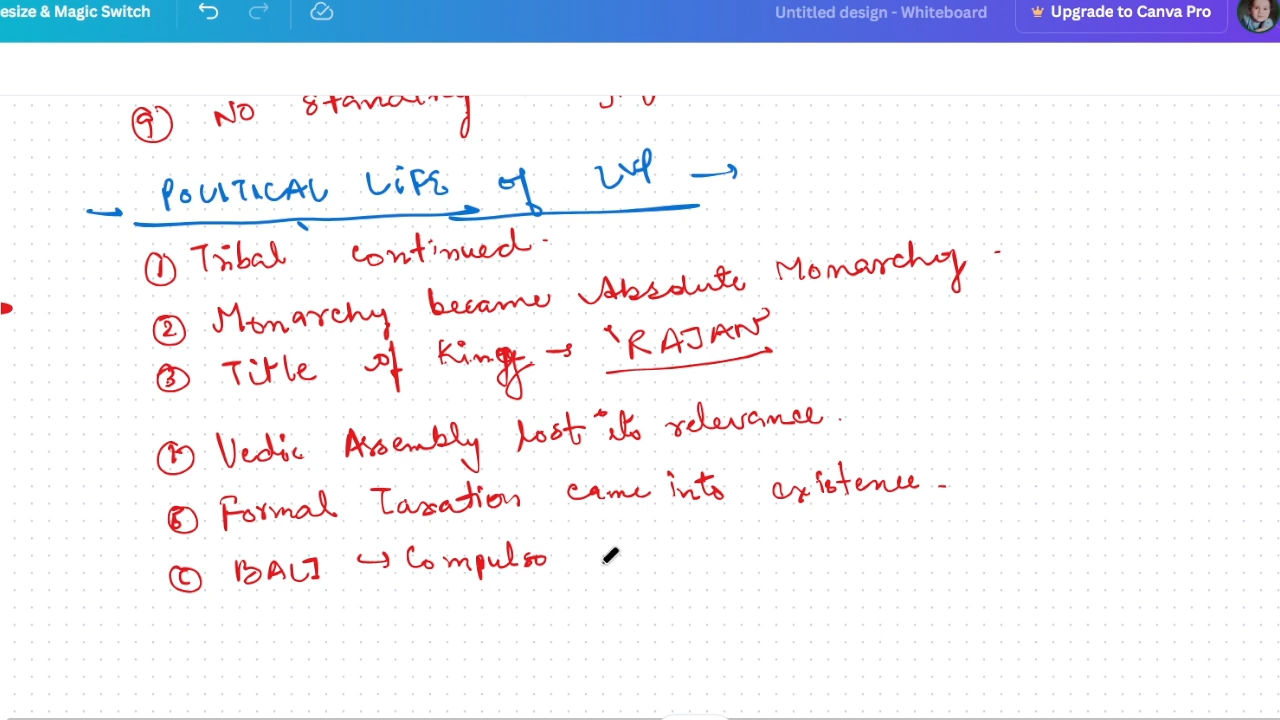 esize & Magic Switch
Untitled design - Whiteboard
Upgrade to Canva Pro
9 NO standing
POLITICAL LIFE of LVP →
1 Tribal continued.
2 Monarchy became Absolute Monarchy.
3 Title of King → 'RAJAN'
4 Vedic Assembly lost its relevance.
5 Formal Taxation came into existence.
6 BALI → Compulso